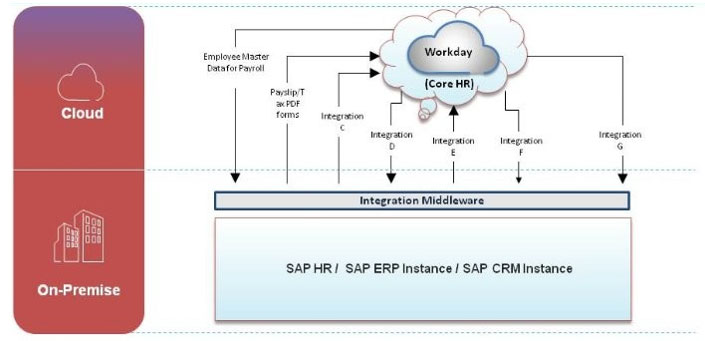 Cloud
On-Premise
Employee Master
Data for Payroll
Payslip/T
ax PDF
forms
Integration
C
Workday
(Core HR)
Integration
D
Integration
E
Integration
F
Integration
G
Integration Middleware
SAP HR / SAP ERP Instance / SAP CRM Instance